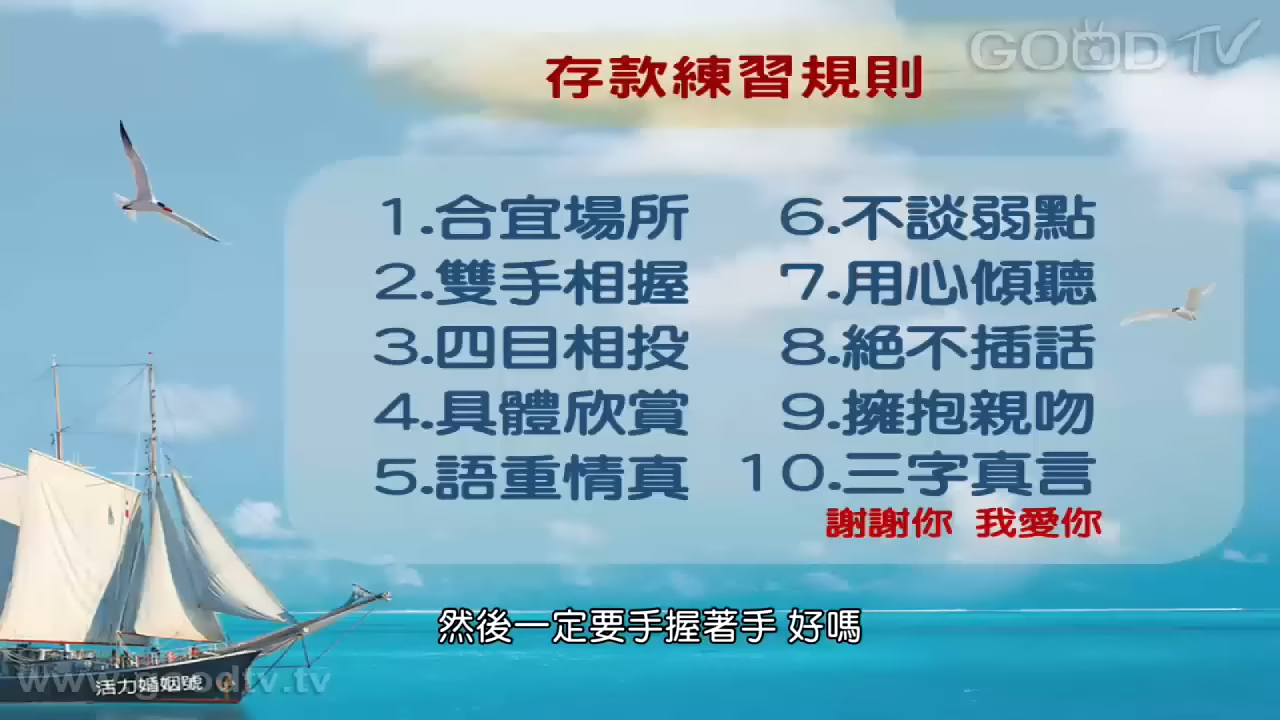 GOOD TV
存款練習規則
1.合宜場所
2.雙手相握
3.四目相投
4.具體欣賞
5.語重情真
6.不談弱點
7.用心傾聽
8.絕不插話
9.擁抱親吻
10.三字真言
謝謝你 我愛你
然後一定要手握著手 好嗎
www.goodtv.tv
活力婚姻號